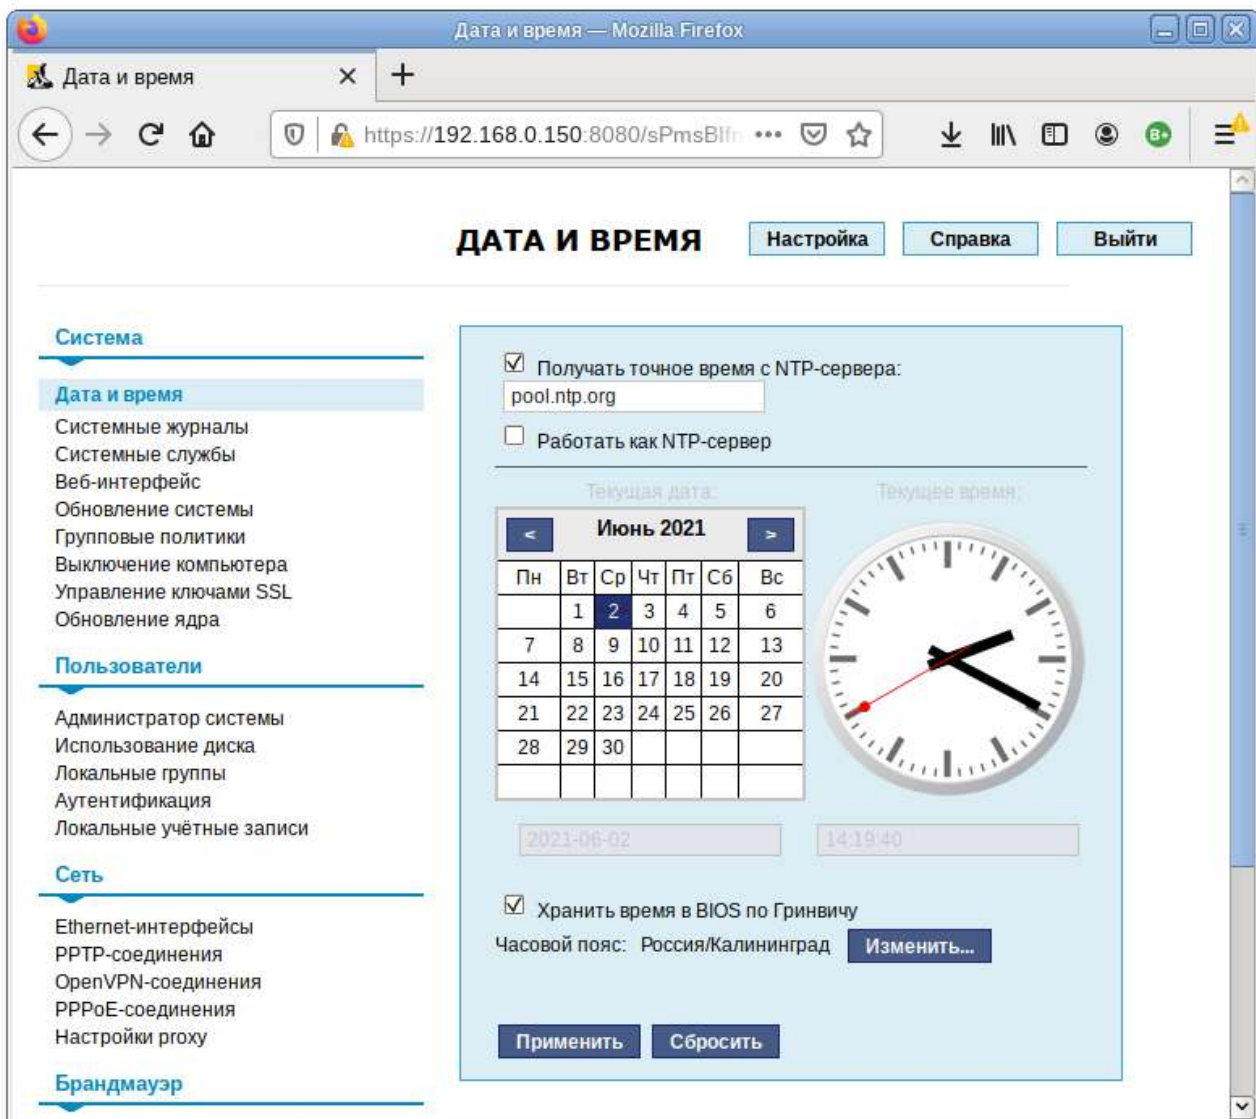 Дата и время — Mozilla Firefox
Дата и время
https://192.168.0.150:8080/sPmsBIf
ДАТА И ВРЕМЯ Настройка Справка Выйти
Система
Дата и время
Системные журналы
Системные службы
Веб-интерфейс
Обновление системы
Групповые политики
Выключение компьютера
Управление ключами SSL
Обновление ядра
Пользователи
Администратор системы
Использование диска
Локальные группы
Аутентификация
Локальные учётные записи
Сеть
Ethernet-интерфейсы
PPTP-соединения
OpenVPN-соединения
PPPoE-соединения
Настройки proxy
Брандмауэр
Получать точное время с NTP-сервера:
pool.ntp.org
Работать как NTP-сервер
Текущая дата: Текущее время:
< Июнь 2021 >
Пн Вт Ср Чт Пт Сб Вс
1 2 3 4 5 6
7 8 9 10 11 12 13
14 15 16 17 18 19 20
21 22 23 24 25 26 27
28 29 30
2021-06-02 14:19:40
Хранить время в BIOS по Гринвичу
Часовой пояс: Россия/Калининград Изменить...
Применить Сбросить